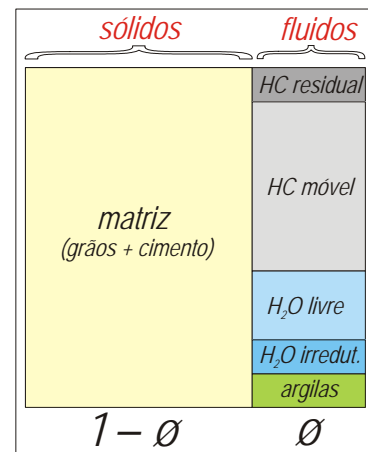 sólidos
fluidos
HC residual
HC móvel
matriz
(grãos + cimento)
H₂O livre
H₂O irredut.
argilas
1 – ø
ø